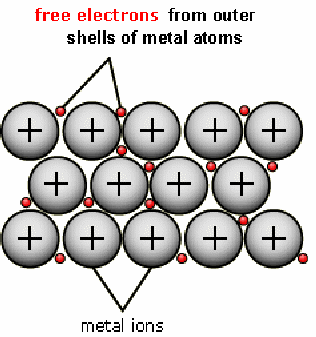 free electrons from outer
shells of metal atoms
+ + + + +
+ + + +
+ + + + +
metal ions